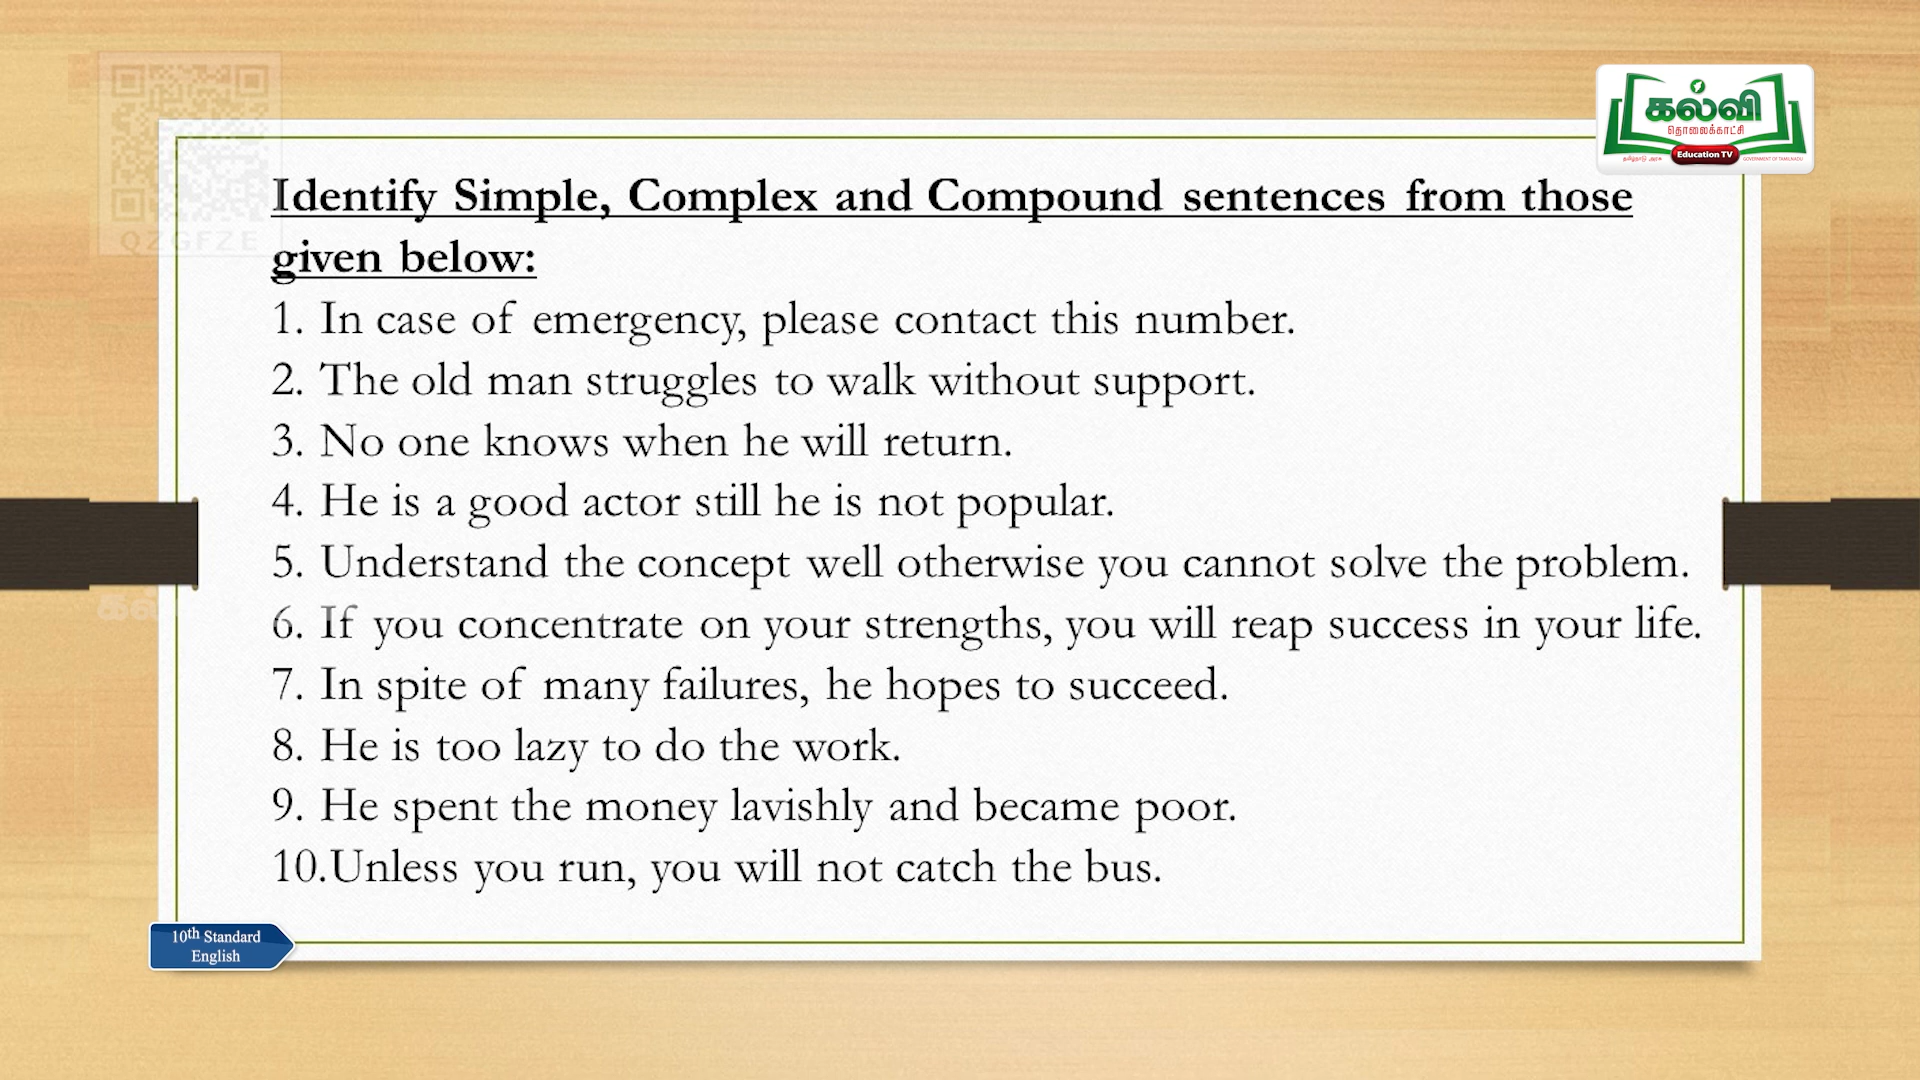 QZGFZE
கல்வி
தொலைக்காட்சி
தமிழ்நாடு அரசு
Education TV
GOVERNMENT OF TAMILNADU
Identify Simple, Complex and Compound sentences from those
given below:
1. In case of emergency, please contact this number.
2. The old man struggles to walk without support.
3. No one knows when he will return.
4. He is a good actor still he is not popular.
5. Understand the concept well otherwise you cannot solve the problem.
6. If you concentrate on your strengths, you will reap success in your life.
7. In spite of many failures, he hopes to succeed.
8. He is too lazy to do the work.
9. He spent the money lavishly and became poor.
10.Unless you run, you will not catch the bus.
10th Standard
English